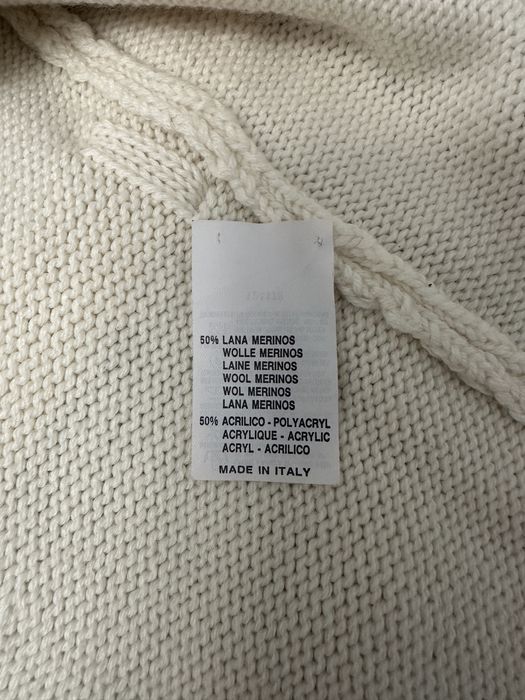 50% LANA MERINOS
WOLLE MERINOS
LAINE MERINOS
WOOL MERINOS
WOL MERINOS
LANA MERINOS
50% ACRILICO - POLYACRYL
ACRYLIQUE - ACRYLIC
ACRYL - ACRILICO
MADE IN ITALY